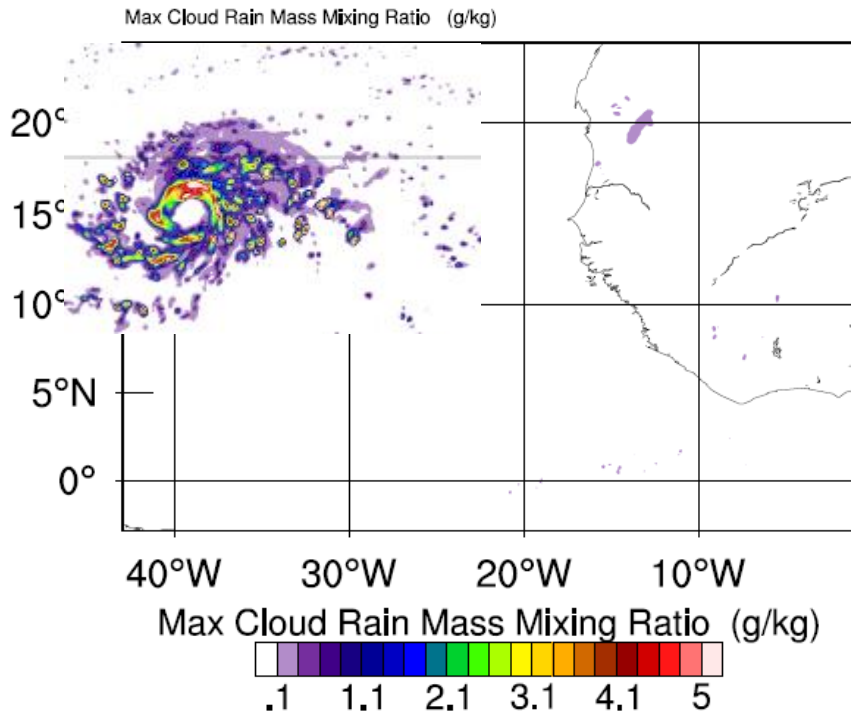 Max Cloud Rain Mass Mixing Ratio (g/kg)
20°
15°
10°
5°N
0°
40°W 30°W 20°W 10°W
Max Cloud Rain Mass Mixing Ratio (g/kg)
.1 1.1 2.1 3.1 4.1 5